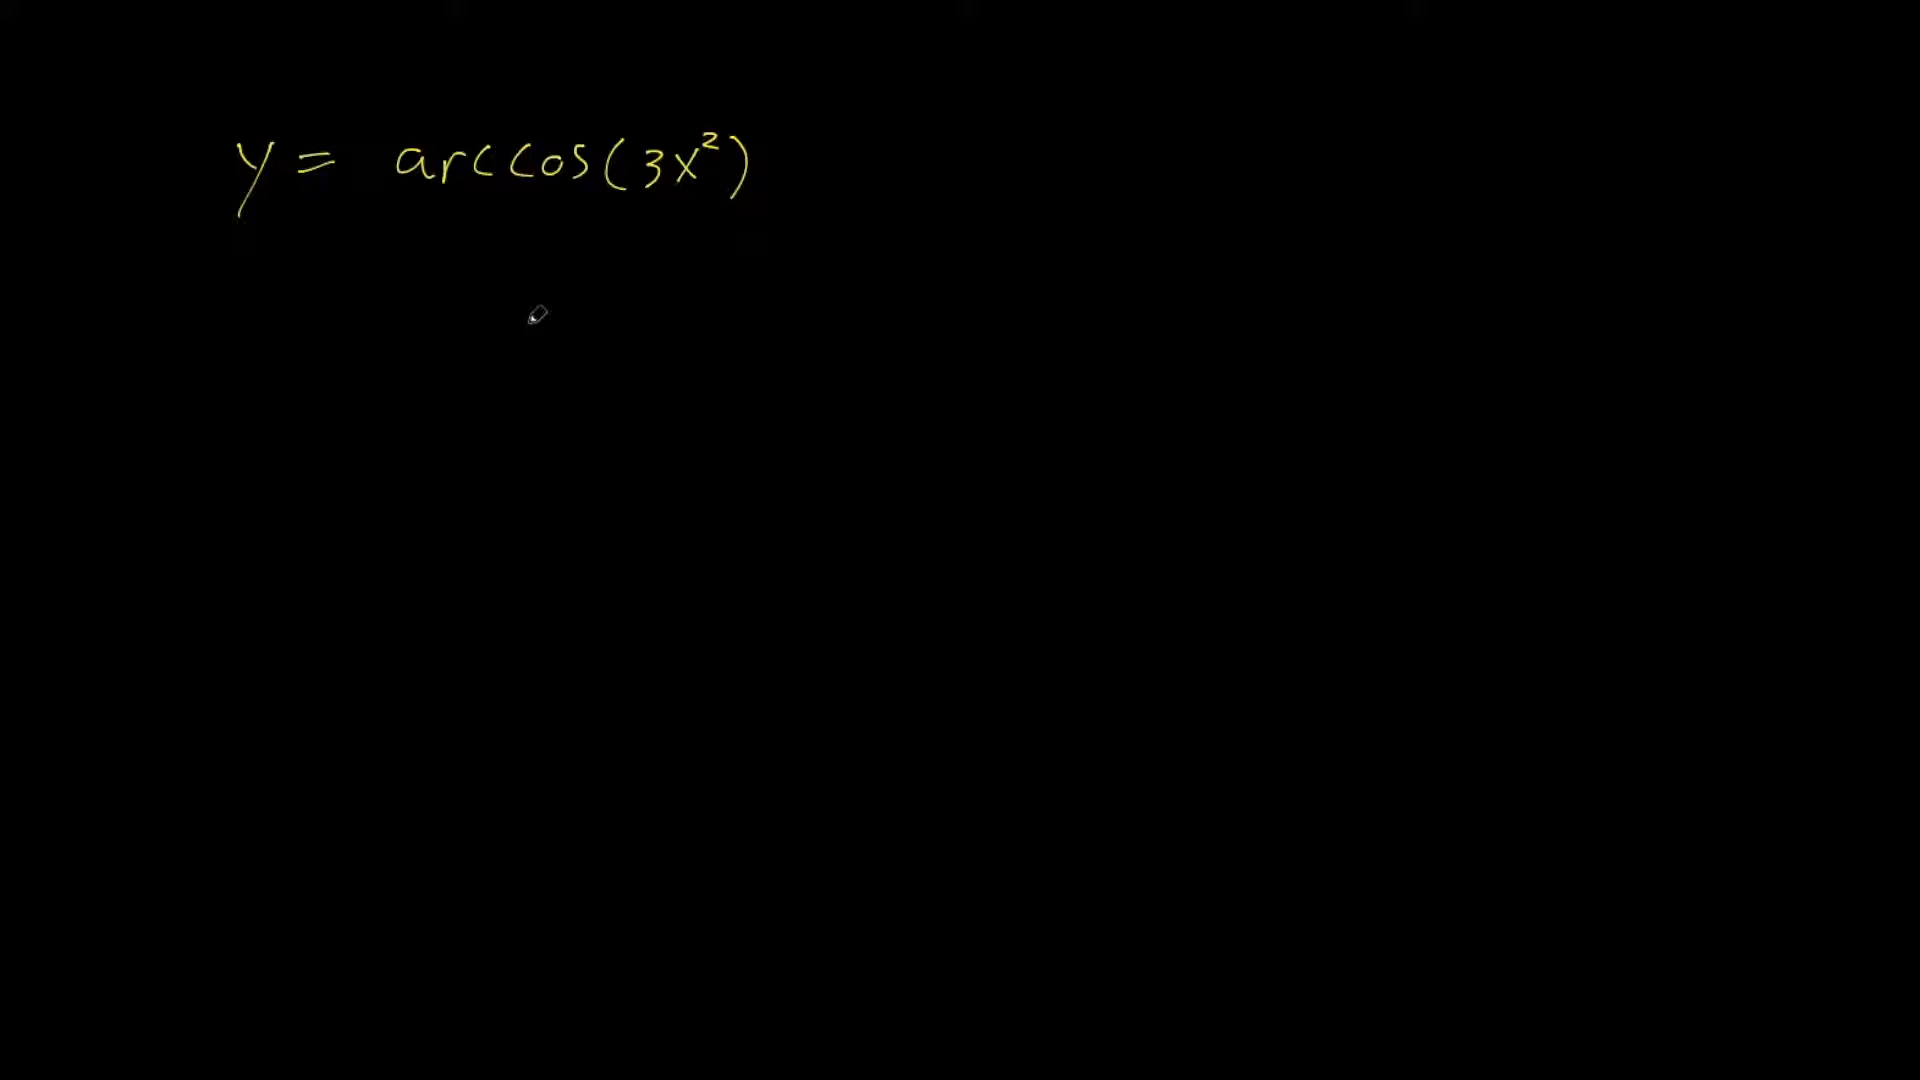 y = arccos(3x²)